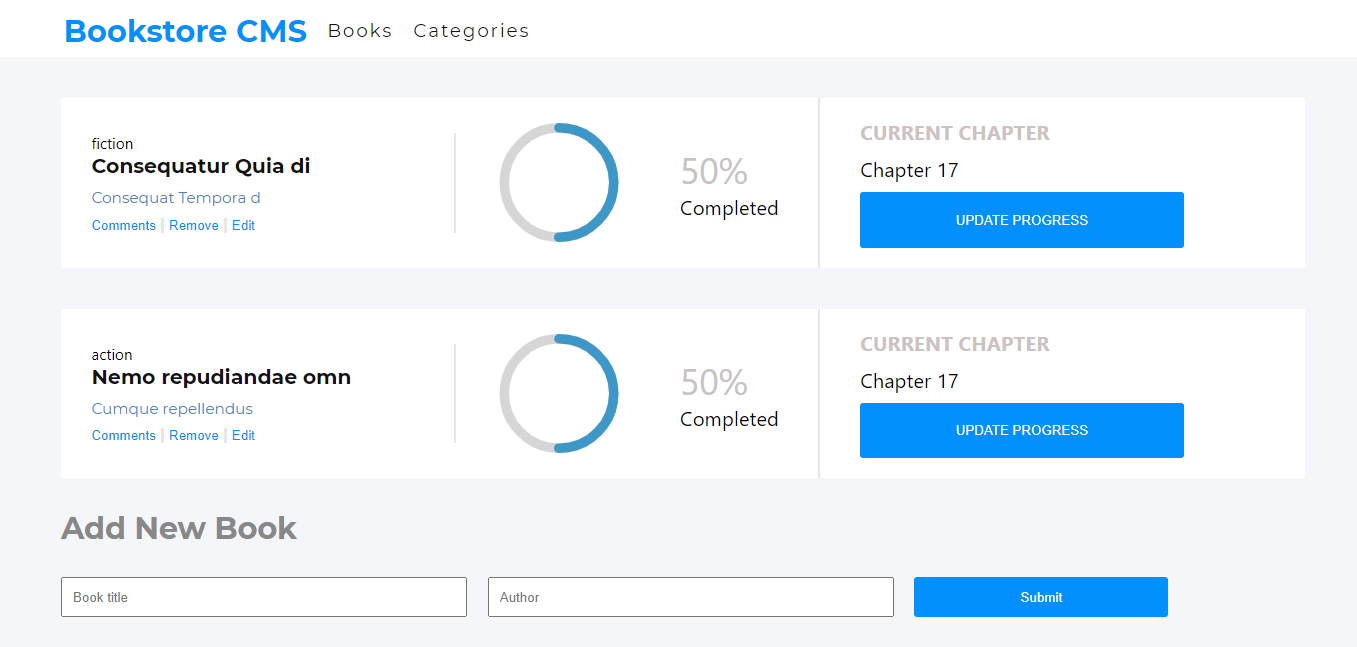 Bookstore CMS Books Categories
fiction
Consequatur Quia di
Consequat Tempora d
Comments Remove Edit
50%
Completed
CURRENT CHAPTER
Chapter 17
UPDATE PROGRESS
action
Nemo repudiandae omn
Cumque repellendus
Comments Remove Edit
50%
Completed
CURRENT CHAPTER
Chapter 17
UPDATE PROGRESS
Add New Book
Book title Author Submit